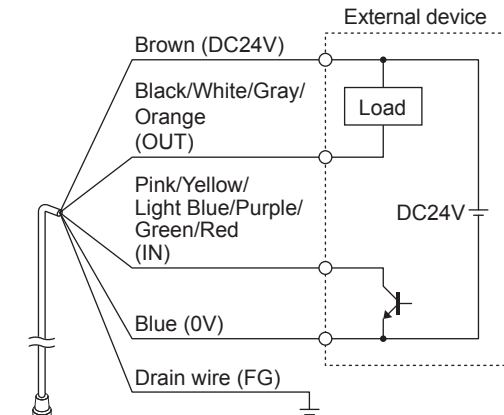 External device
Brown (DC24V)
Black/White/Gray/
Orange
(OUT)
Load
Pink/Yellow/
Light Blue/Purple/
Green/Red
(IN)
DC24V
Blue (0V)
Drain wire (FG)